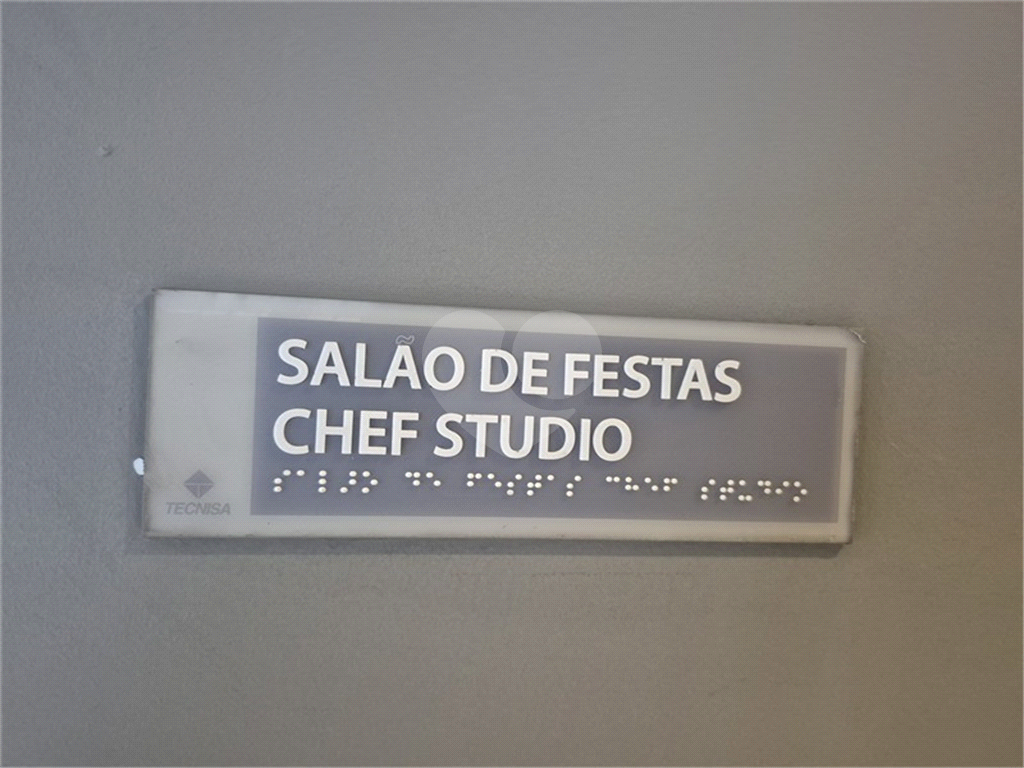 SALÃO DE FESTAS
CHEF STUDIO
TECNISA